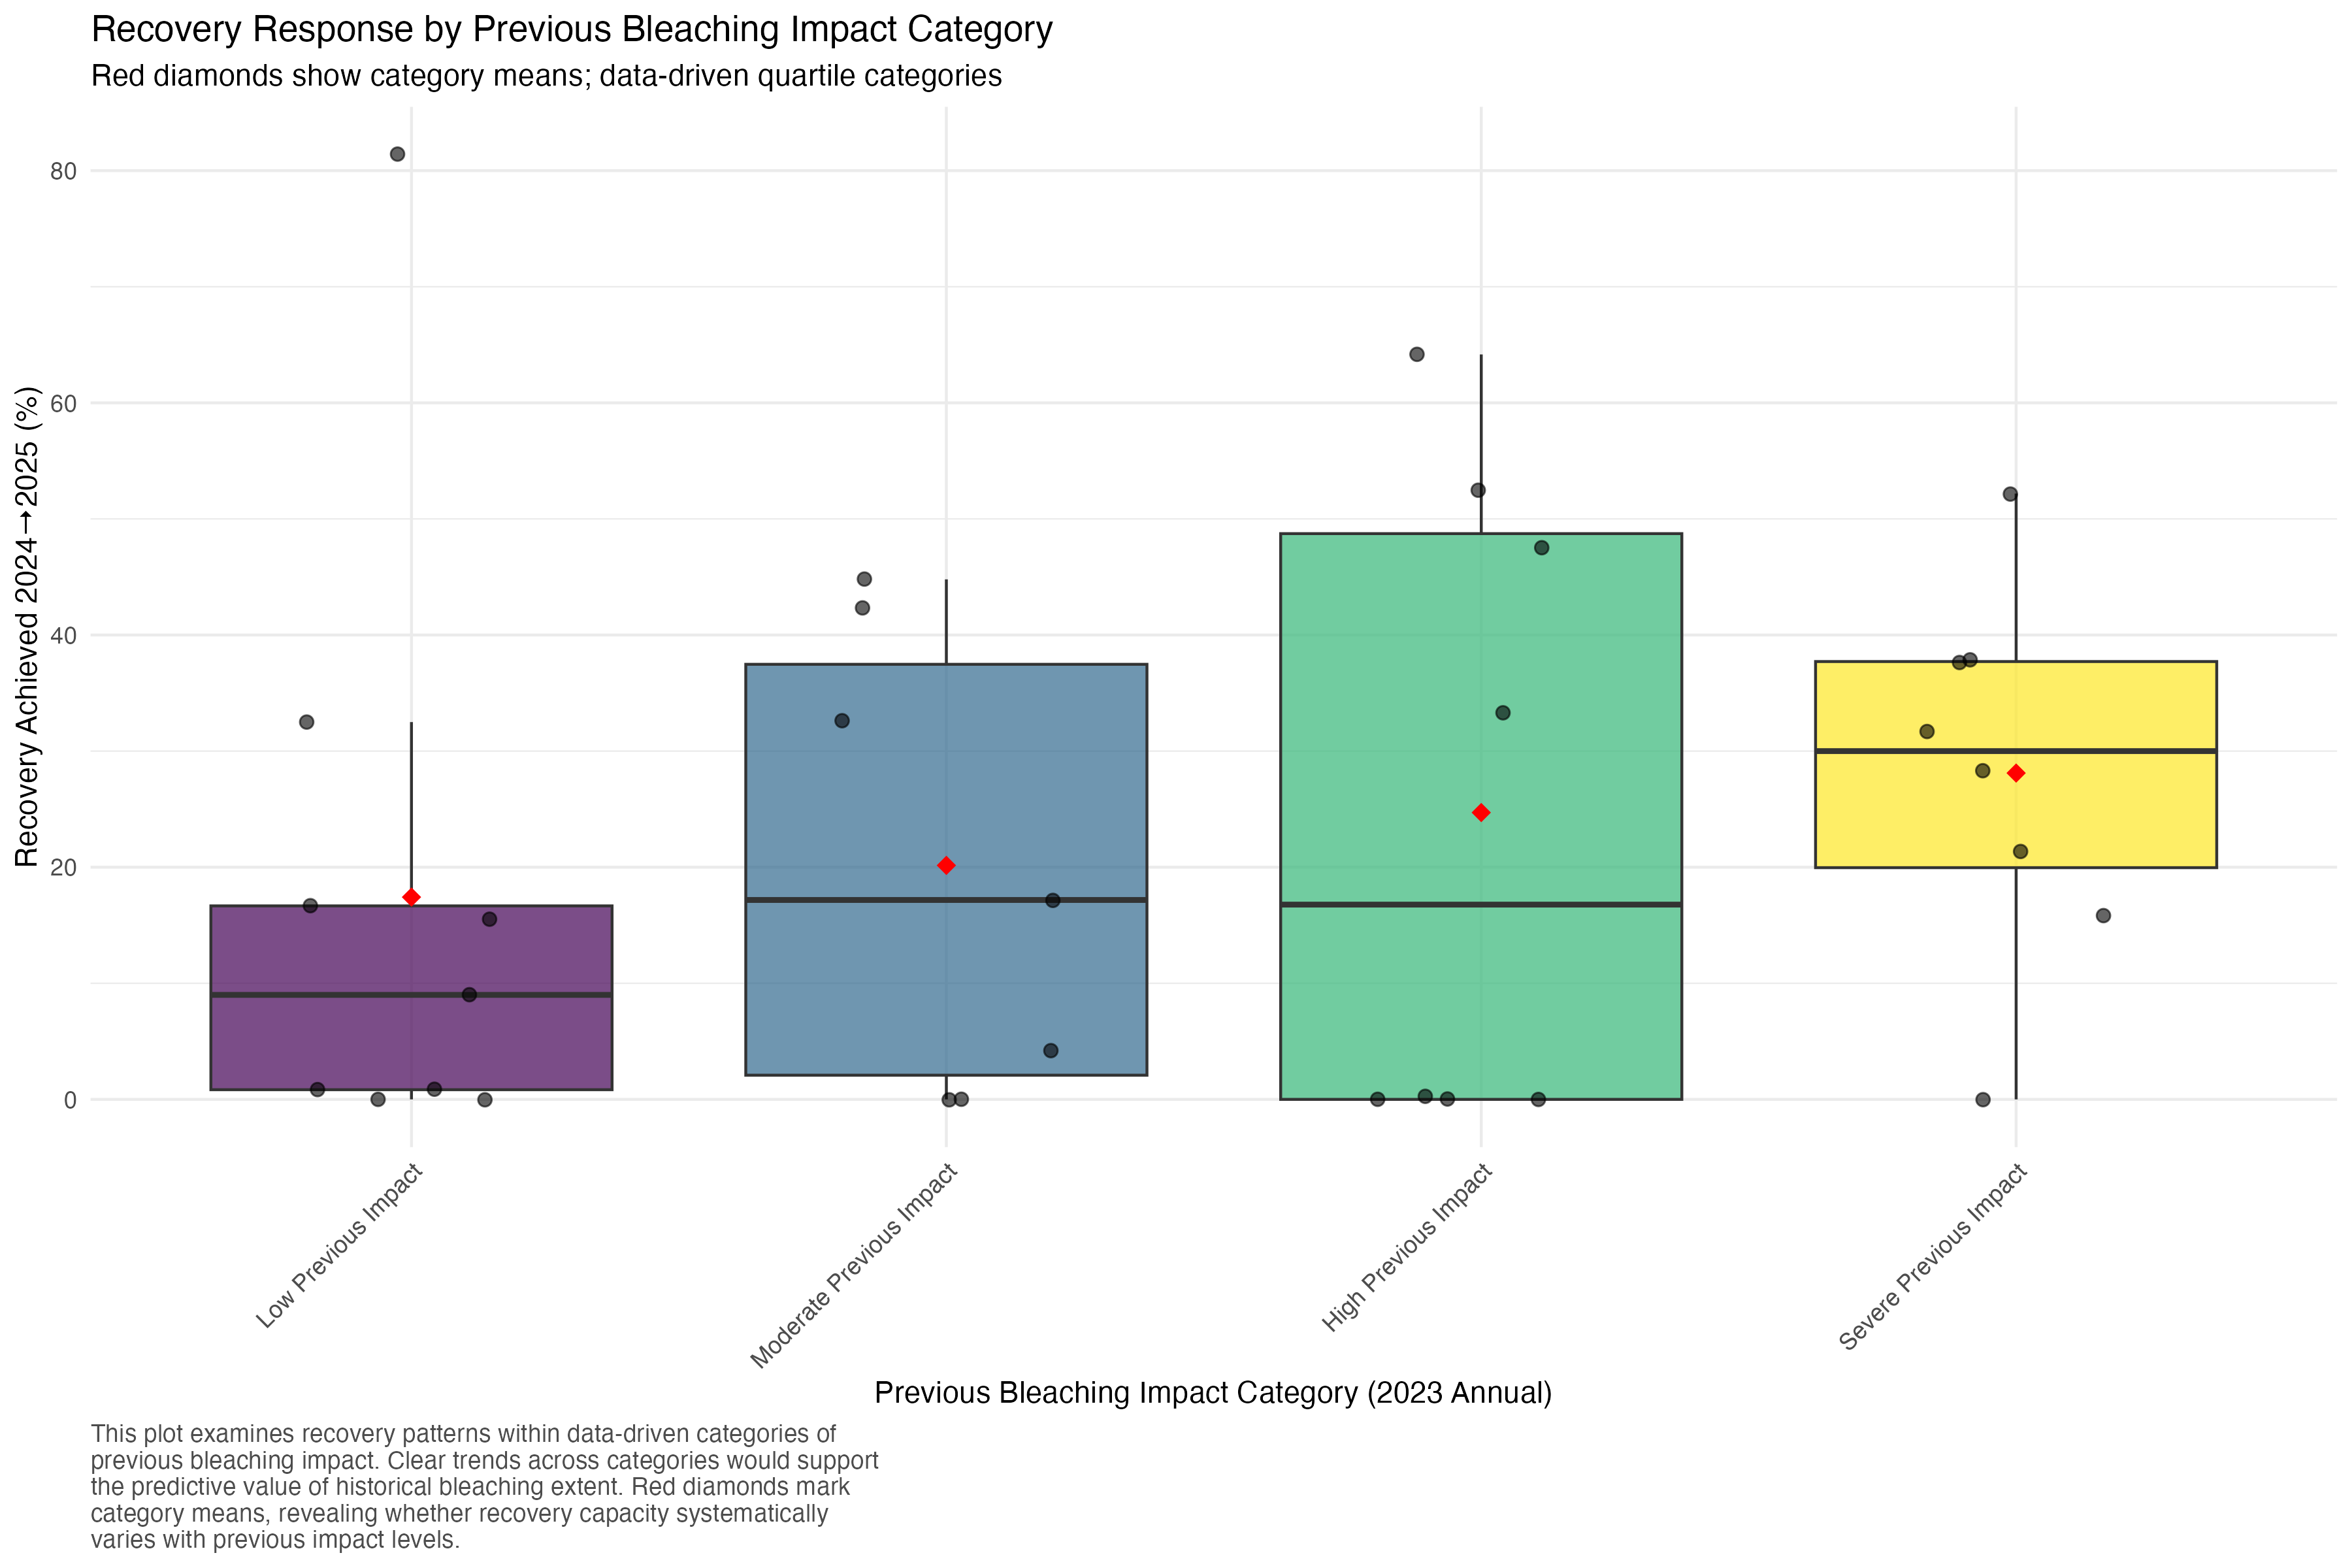 Recovery Response by Previous Bleaching Impact Category
Red diamonds show category means; data-driven quartile categories
Recovery Achieved 2024→2025 (%)
80
60
40
20
0
Low Previous Impact
Moderate Previous Impact
High Previous Impact
Severe Previous Impact
Previous Bleaching Impact Category (2023 Annual)
This plot examines recovery patterns within data-driven categories of
previous bleaching impact. Clear trends across categories would support
the predictive value of historical bleaching extent. Red diamonds mark
category means, revealing whether recovery capacity systematically
varies with previous impact levels.